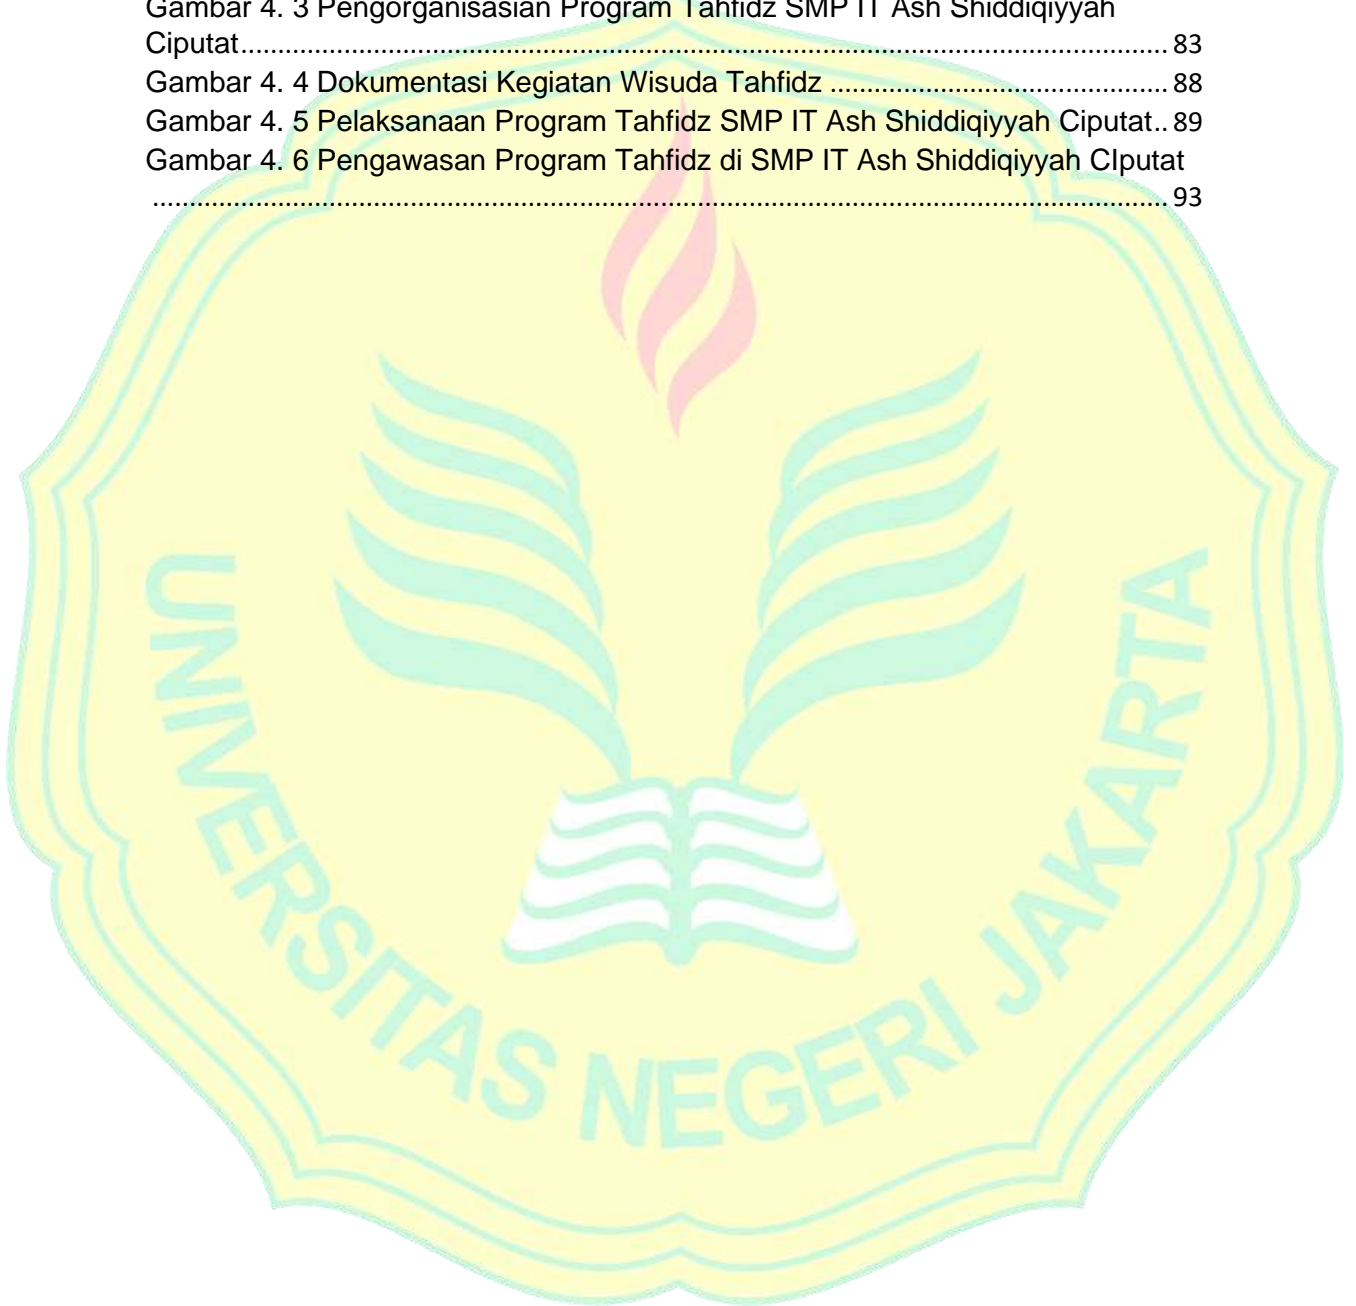 Gambar 4. 3 Pengorganisasian Program Tahfidz SMP IT Ash Shiddiqiyyah
Ciputat............................................................................................................................. 83
Gambar 4. 4 Dokumentasi Kegiatan Wisuda Tahfidz .............................................. 88
Gambar 4. 5 Pelaksanaan Program Tahfidz SMP IT Ash Shiddiqiyyah Ciputat.. 89
Gambar 4. 6 Pengawasan Program Tahfidz di SMP IT Ash Shiddiqiyyah CIputat
......................................................................................................................................... 93
UNIVERSITAS NEGERI JAKARTA